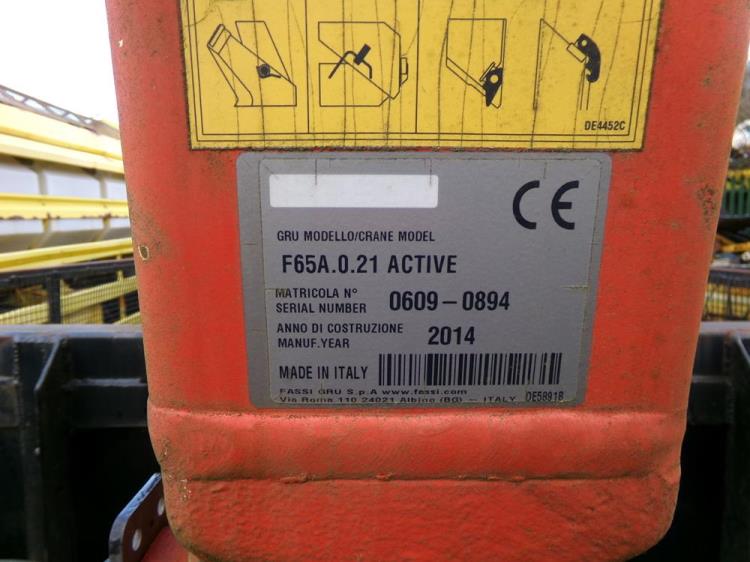 DE4452C
CE
GRU MODELLO/CRANE MODEL
F65A.0.21 ACTIVE
MATRICOLA N°
SERIAL NUMBER 0609-0894
ANNO DI COSTRUZIONE
MANUF.YEAR 2014
MADE IN ITALY
FASSI GRU S.p.A www.fassi.com
Via Roma 110 24021 Albino (BG) - ITALY DE5891B